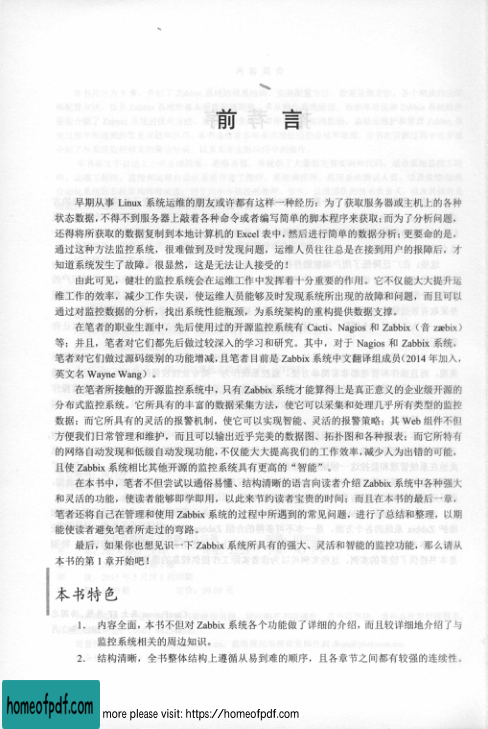 前 言
早期从事 Linux 系统运维的朋友或许都有这样一种经历：为了获取服务器或主机上的各种
状态数据，不得不到服务器上敲着各种命令或者编写简单的脚本程序来获取；而为了分析问题，
还得将所获取的数据复制到本地计算机的 Excel 表中，然后进行简单的数据分析；更要命的是，
通过这种方法监控系统，很难做到及时发现问题，运维人员往往总是在接到用户的报障后，才
知道系统发生了故障。很显然，这是无法让人接受的！
由此可见，健壮的监控系统会在运维工作中发挥着十分重要的作用。它不仅能大大提升运
维工作的效率，减少工作失误，使运维人员能够及时发现系统所出现的故障和问题，而且可以
通过对监控数据的分析，找出系统性能瓶颈，为系统架构的重构提供数据支撑。
在笔者的职业生涯中，先后使用过的开源监控系统有 Cacti、Nagios 和 Zabbix（音 zæbix）
等；并且，笔者对它们都先后做过较深入的学习和研究。其中，对于 Nagios 和 Zabbix 系统，
笔者对它们做过源码级别的功能增减，且笔者目前是 Zabbix 系统中文翻译组成员（2014 年加入，
英文名 Wayne Wang）。
在笔者所接触的开源监控系统中，只有 Zabbix 系统才能算得上是真正意义的企业级开源的
分布式监控系统。它所具有的丰富的数据采集方法，使它可以采集和处理几乎所有类型的监控
数据；而它所具有的灵活的报警机制，使它可以实现智能、灵活的报警策略；其 Web 组件不但
方便我们日常管理和维护，而且可以输出近乎完美的数据图、拓扑图和各种报表；而它所特有
的网络自动发现和低级自动发现功能，不仅能大大提高我们的工作效率，减少人为出错的可能，
且使 Zabbix 系统相比其他开源的监控系统具有更高的“智能”。
在本书中，笔者不但尝试以通俗易懂、结构清晰的语言向读者介绍 Zabbix 系统中各种强大
和灵活的功能，使读者能够即学即用，以此来节约读者宝贵的时间；而且在本书的最后一章，
笔者还将自己在管理和使用 Zabbix 系统的过程中所遇到的常见问题，进行了总结和整理，以期
能使读者避免笔者所走过的弯路。
最后，如果你也想见识一下 Zabbix 系统所具有的强大、灵活和智能的监控功能，那么请从
本书的第 1 章开始吧！
本书特色
1. 内容全面，本书不但对 Zabbix 系统各个功能做了详细的介绍，而且较详细地介绍了与
监控系统相关的周边知识。
2. 结构清晰，全书整体结构上遵循从易到难的顺序，且各章节之间都有较强的连续性。
homeofpdf.com
more please visit: https://homeofpdf.com